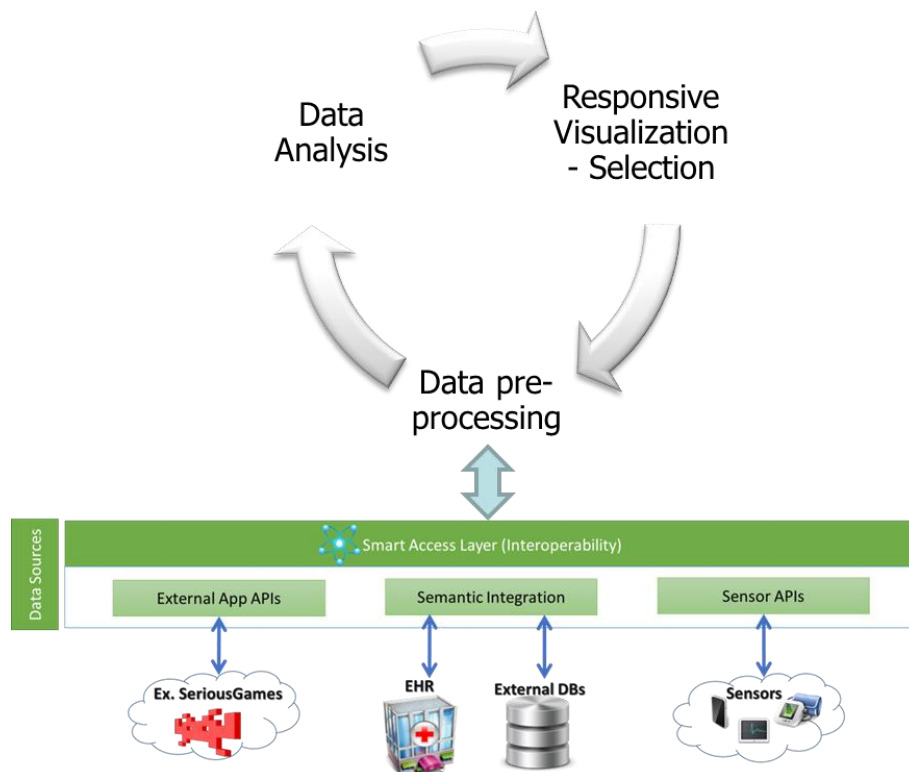 Data
Analysis
Responsive
Visualization
- Selection
Data pre-
processing
Data Sources
Smart Access Layer (Interoperability)
External App APIs
Semantic Integration
Sensor APIs
Ex. SeriousGames
EHR
External DBs
Sensors